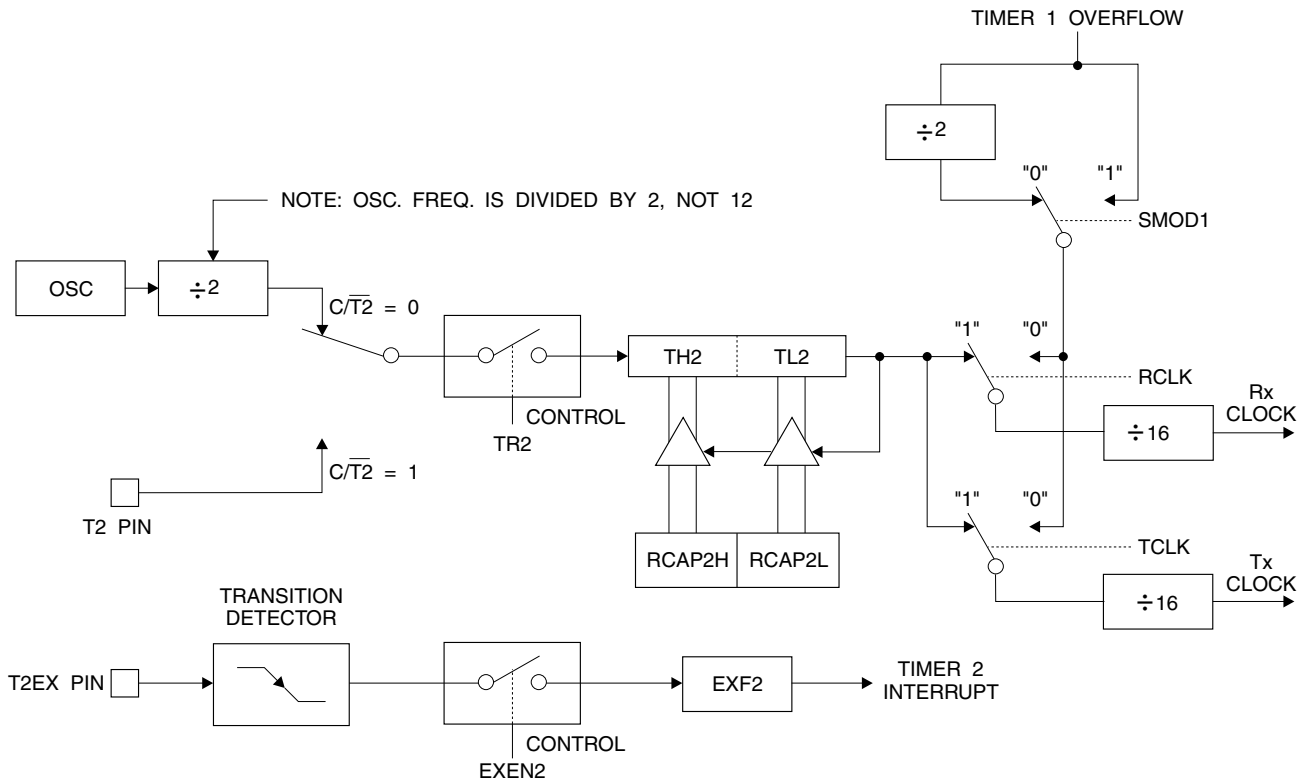 TIMER 1 OVERFLOW
÷2
"0" "1"
NOTE: OSC. FREQ. IS DIVIDED BY 2, NOT 12
SMOD1
OSC
÷2
C/T̅2̅ = 0
TH2
TL2
"1" "0"
RCLK
Rx
CLOCK
÷16
CONTROL
TR2
C/T̅2̅ = 1
T2 PIN
"1" "0"
RCAP2H
RCAP2L
TCLK
Tx
CLOCK
÷16
TRANSITION
DETECTOR
T2EX PIN
EXF2
TIMER 2
INTERRUPT
CONTROL
EXEN2